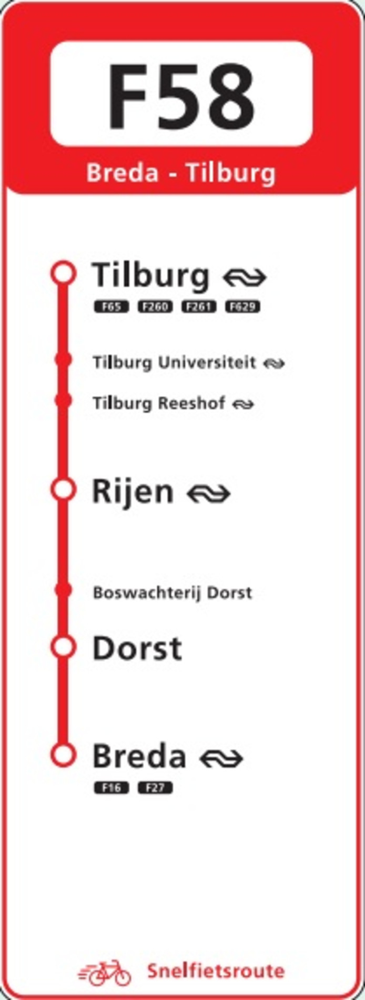 F58
Breda - Tilburg
Tilburg
F65 F260 F261 F629
Tilburg Universiteit
Tilburg Reeshof
Rijen
Boswachterij Dorst
Dorst
Breda
F16 F27
Snelfietsroute